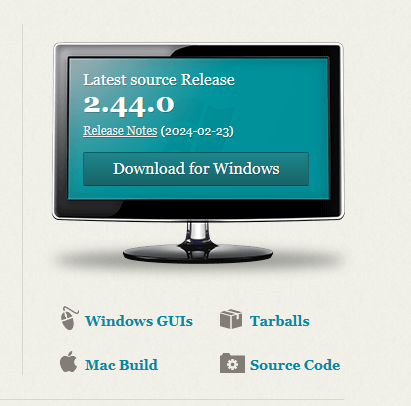 Latest source Release
2.44.0
Release Notes (2024-02-23)
Download for Windows
Windows GUIs
Tarballs
Mac Build
Source Code